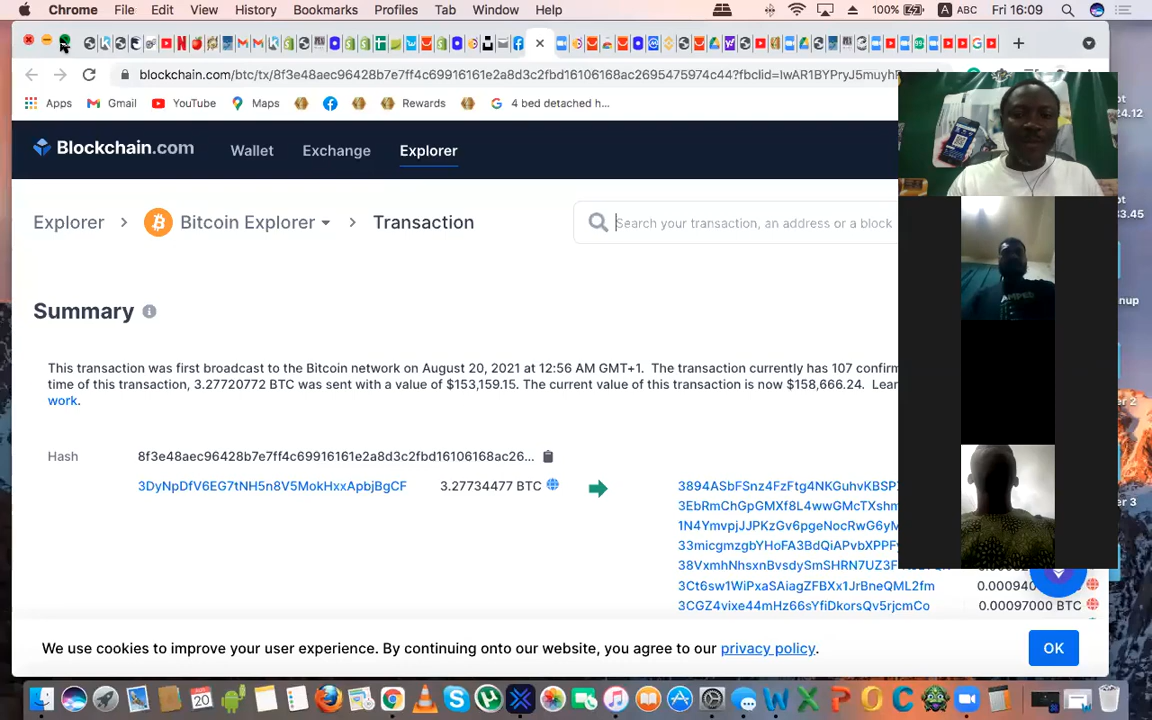 Chrome File Edit View History Bookmarks Profiles Tab Window Help 100% A ABC Fri 16:09
blockchain.com/btc/tx/8f3e48aec96428b7e7ff4c69916161e2a8d3c2fbd16106168ac2695475974c44?fbclid=IwAR1BYPryJ5muyh
Apps Gmail YouTube Maps Rewards 4 bed detached h...
24.12
Blockchain.com Wallet Exchange Explorer
33.45
Explorer > Bitcoin Explorer > Transaction Search your transaction, an address or a block
Summary
This transaction was first broadcast to the Bitcoin network on August 20, 2021 at 12:56 AM GMT+1. The transaction currently has 107 confirm
time of this transaction, 3.27720772 BTC was sent with a value of $153,159.15. The current value of this transaction is now $158,666.24. Lear
work.
Hash 8f3e48aec96428b7e7ff4c69916161e2a8d3c2fbd16106168ac26...
3DyNpDfV6EG7tNH5n8V5MokHxxApbjBgCF 3.27734477 BTC 3894ASbFSnz4FzFtg4NKGuhvKBSP
3EbRmChGpGMXf8L4wwGMcTXshm
1N4YmvpjJJPKzGv6pgeNocRwG6yM
33micgmzgbYHoFA3BdQiAPvbXPPFy
38VxmhNhsxnBvsdySmSHRN7UZ3F
3Ct6sw1WiPxaSAiagZFBXx1JrBneQML2fm 0.000940
3CGZ4vixe44mHz66sYfiDkorsQv5rjcmCo 0.00097000 BTC
We use cookies to improve your user experience. By continuing onto our website, you agree to our privacy policy. OK